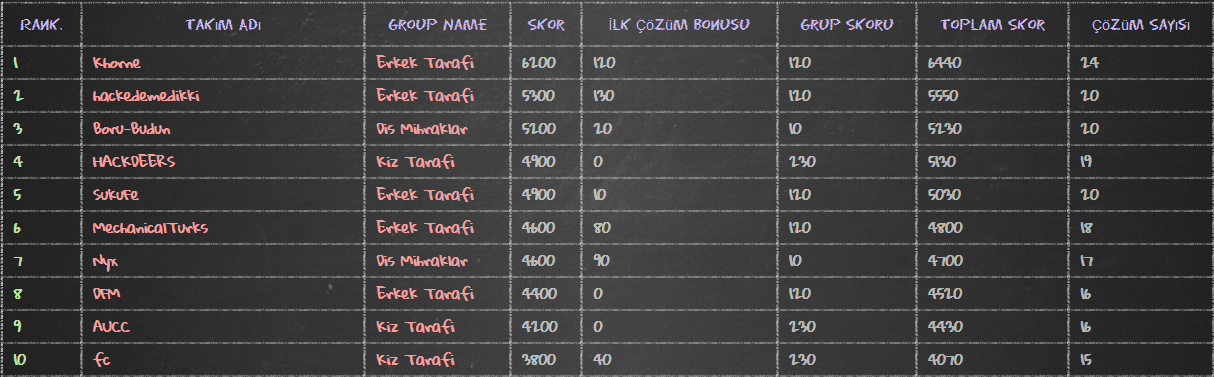 RANK. TAKIM ADI GROUP NAME SKOR İLK ÇÖZÜM BONUSU GRUP SKORU TOPLAM SKOR ÇÖZÜM SAYISI
1 Khorne Erkek Tarafi 6200 120 120 6440 24
2 hackedemedikki Erkek Tarafi 5300 130 120 5550 20
3 Boru-Budun Dis Mihraklar 5200 20 10 5230 20
4 HACKDEERS Kiz Tarafi 4900 0 230 5130 19
5 SukuFe Erkek Tarafi 4900 10 120 5030 20
6 MechanicalTurks Erkek Tarafi 4600 80 120 4800 18
7 Nyx Dis Mihraklar 4600 90 10 4700 17
8 DFM Erkek Tarafi 4400 0 120 4520 16
9 AUCC Kiz Tarafi 4200 0 230 4430 16
10 fc Kiz Tarafi 3800 40 230 4070 15